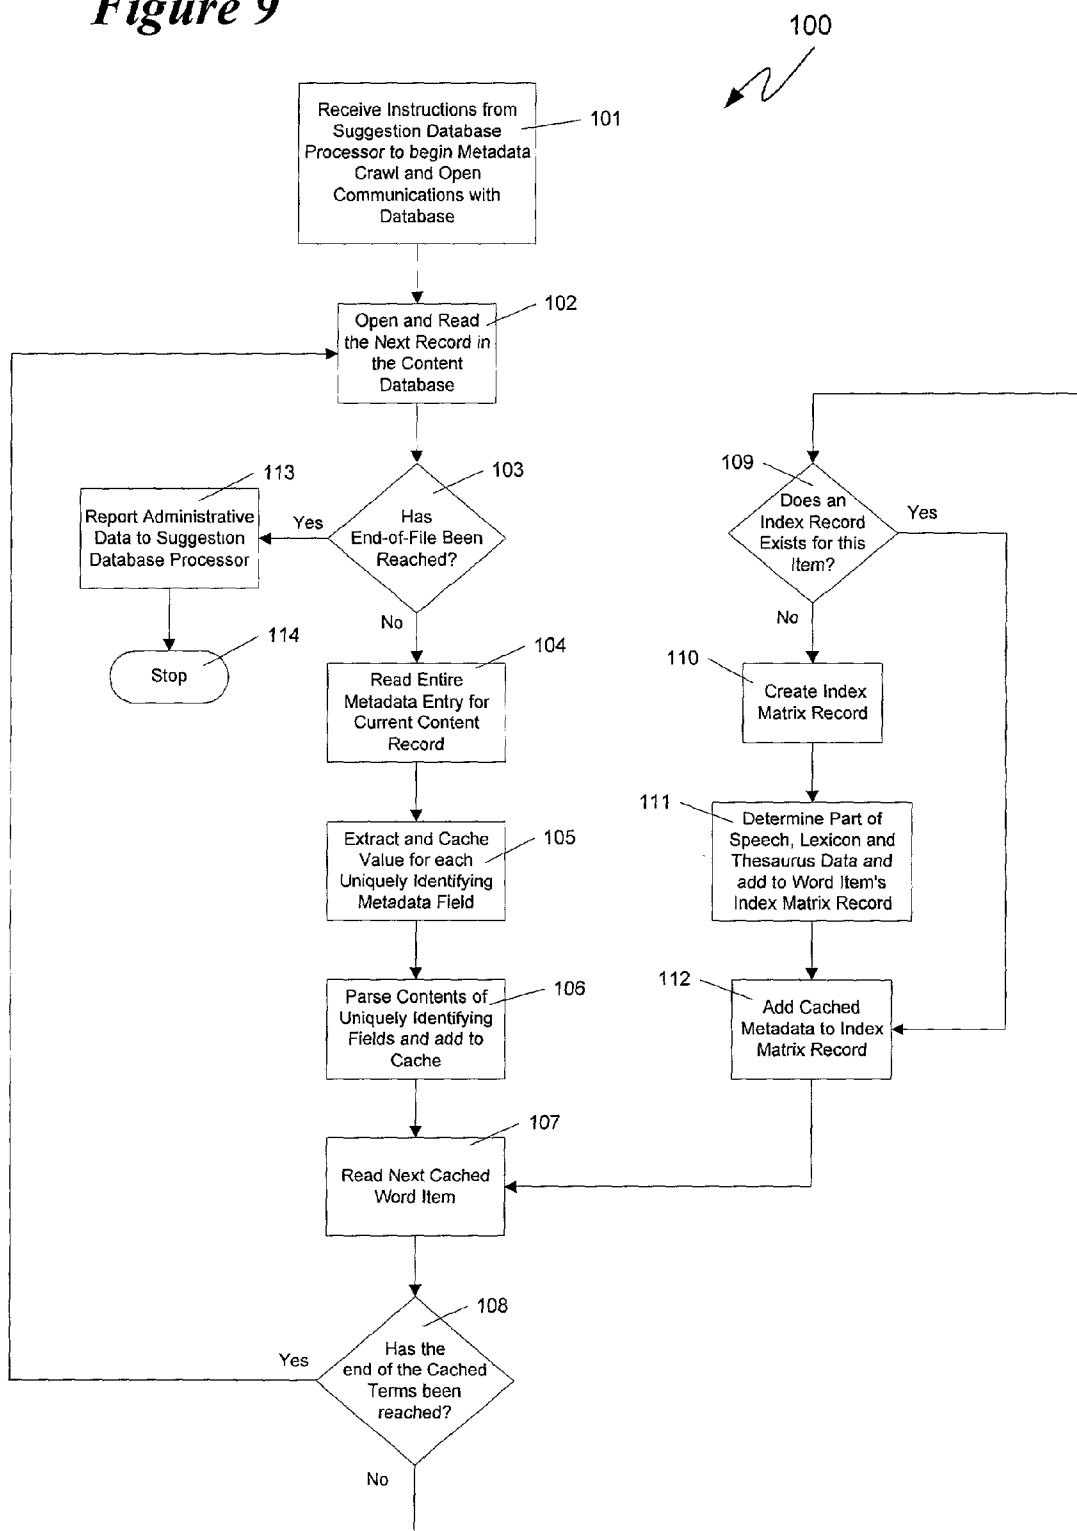 Figure 9
100
Receive Instructions from
Suggestion Database
Processor to begin Metadata
Crawl and Open
Communications with
Database
101
Open and Read
the Next Record in
the Content
Database
102
Has
End-of-File Been
Reached?
103
Yes
No
Report Administrative
Data to Suggestion
Database Processor
113
Stop
114
Read Entire
Metadata Entry for
Current Content
Record
104
Extract and Cache
Value for each
Uniquely Identifying
Metadata Field
105
Parse Contents of
Uniquely Identifying
Fields and add to
Cache
106
Read Next Cached
Word Item
107
Has the
end of the Cached
Terms been
reached?
108
Yes
No
109
Does an
Index Record
Exists for this
Item?
Yes
No
110
Create Index
Matrix Record
111
Determine Part of
Speech, Lexicon and
Thesaurus Data and
add to Word Item's
Index Matrix Record
112
Add Cached
Metadata to Index
Matrix Record